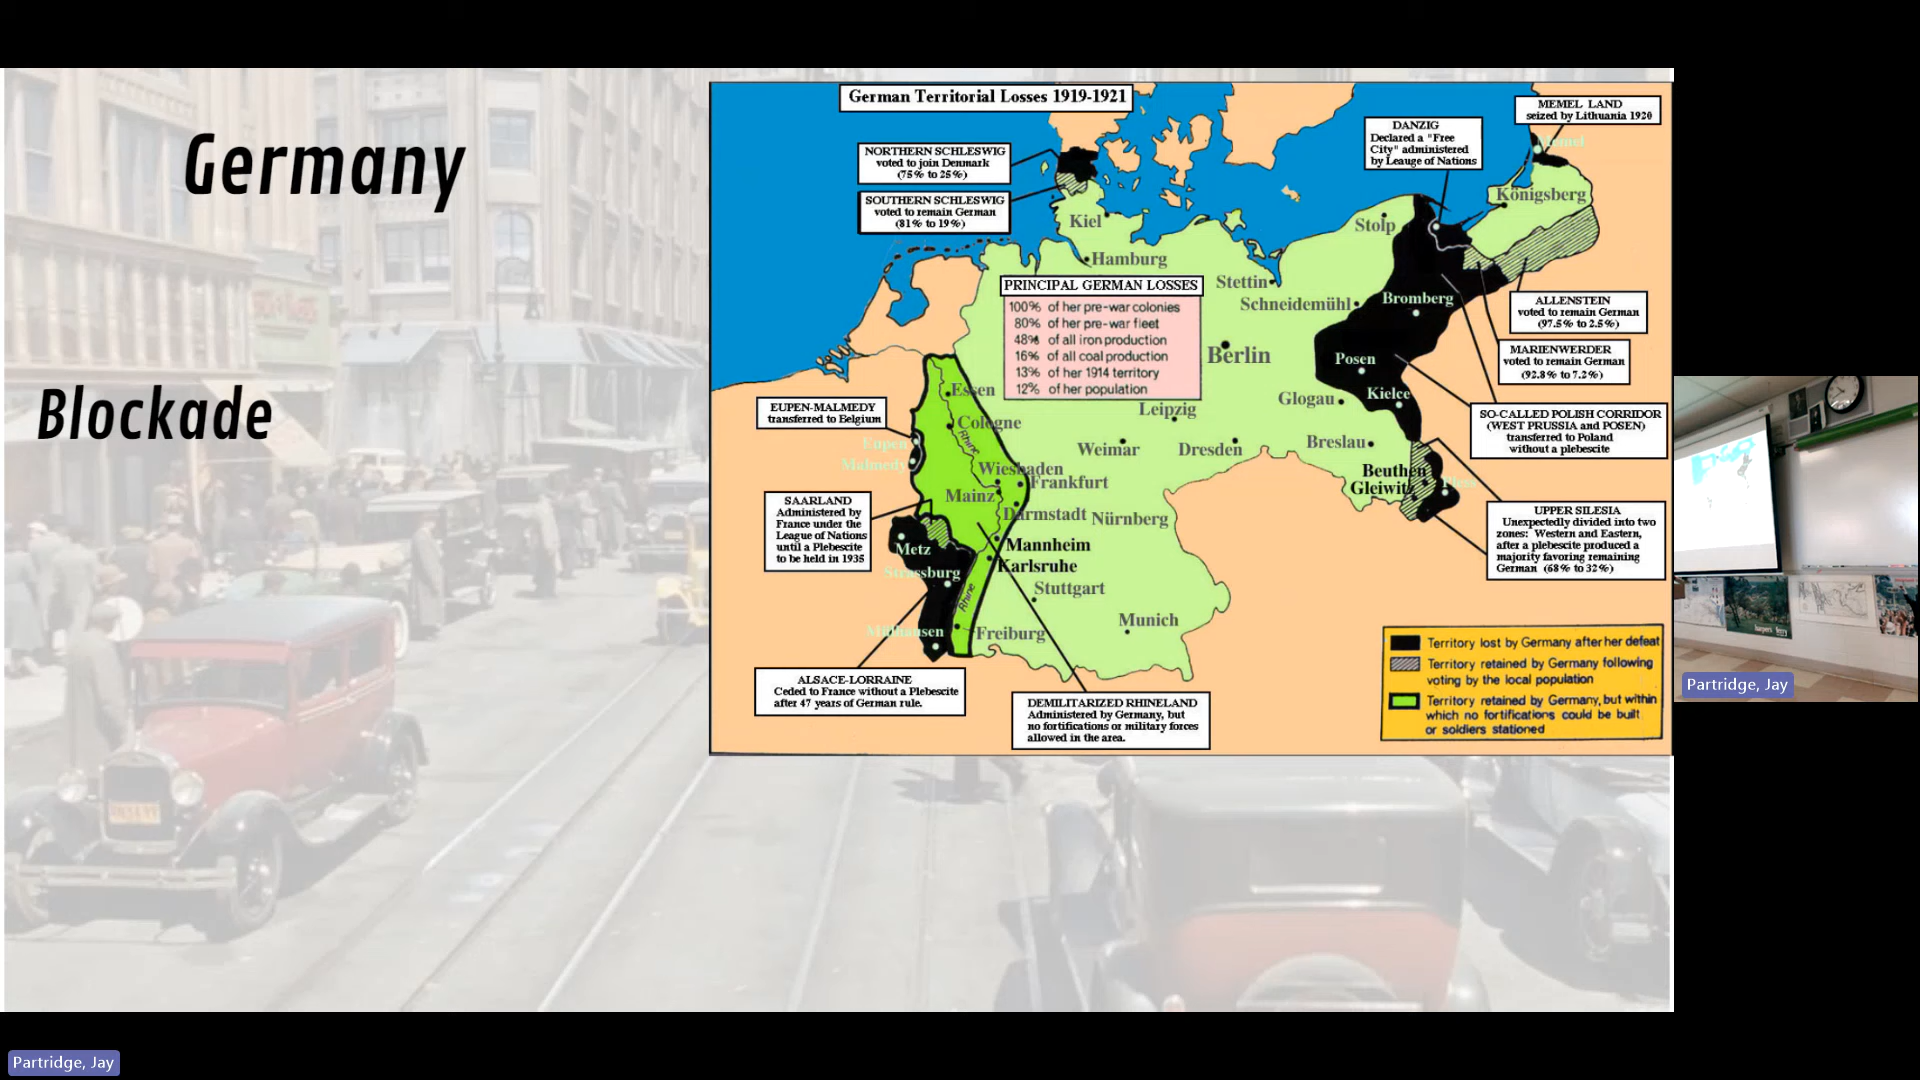 Germany
Blockade
German Territorial Losses 1919-1921
NORTHERN SCHLESWIG
voted to join Denmark
(75% to 25%)
SOUTHERN SCHLESWIG
voted to remain German
(81% to 19%)
DANZIG
Declared a "Free
City" administered
by Leauge of Nations
MEMEL LAND
seized by Lithuania 1920
Memel
Königsberg
Kiel
Stolp
Hamburg
Stettin
Schneidemühl
Bromberg
PRINCIPAL GERMAN LOSSES
100% of her pre-war colonies
80% of her pre-war fleet
48% of all iron production
16% of all coal production
13% of her 1914 territory
12% of her population
ALLENSTEIN
voted to remain German
(97.5% to 2.5%)
MARIENWERDER
voted to remain German
(92.8% to 7.2%)
Berlin
Posen
Essen
Glogau
Kielce
Leipzig
EUPEN-MALMEDY
transferred to Belgium
Cologne
Rhine
SO-CALLED POLISH CORRIDOR
(WEST PRUSSIA and POSEN)
transferred to Poland
without a plebiscite
Eupen
Malmedy
Weimar
Dresden
Breslau
Wiesbaden
Frankfurt
Beuthen
Gleiwitz
Pless
Mainz
SAARLAND
Administered by
France under the
League of Nations
until a Plebescite
to be held in 1935
Darmstadt
Nürnberg
UPPER SILESIA
Unexpectedly divided into two
zones: Western and Eastern,
after a plebescite produced a
majority favoring remaining
German (68% to 32%)
Metz
Mannheim
Karlsruhe
Strassburg
Stuttgart
Rhine
Mülhausen
Freiburg
Munich
ALSACE-LORRAINE
Ceded to France without a Plebescite
after 47 years of German rule.
DEMILITARIZED RHINELAND
Administered by Germany, but
no fortifications or military forces
allowed in the area.
Territory lost by Germany after her defeat
Territory retained by Germany following
voting by the local population
Territory retained by Germany, but within
which no fortifications could be built
or soldiers stationed
Partridge, Jay
harpers ferry
Partridge, Jay